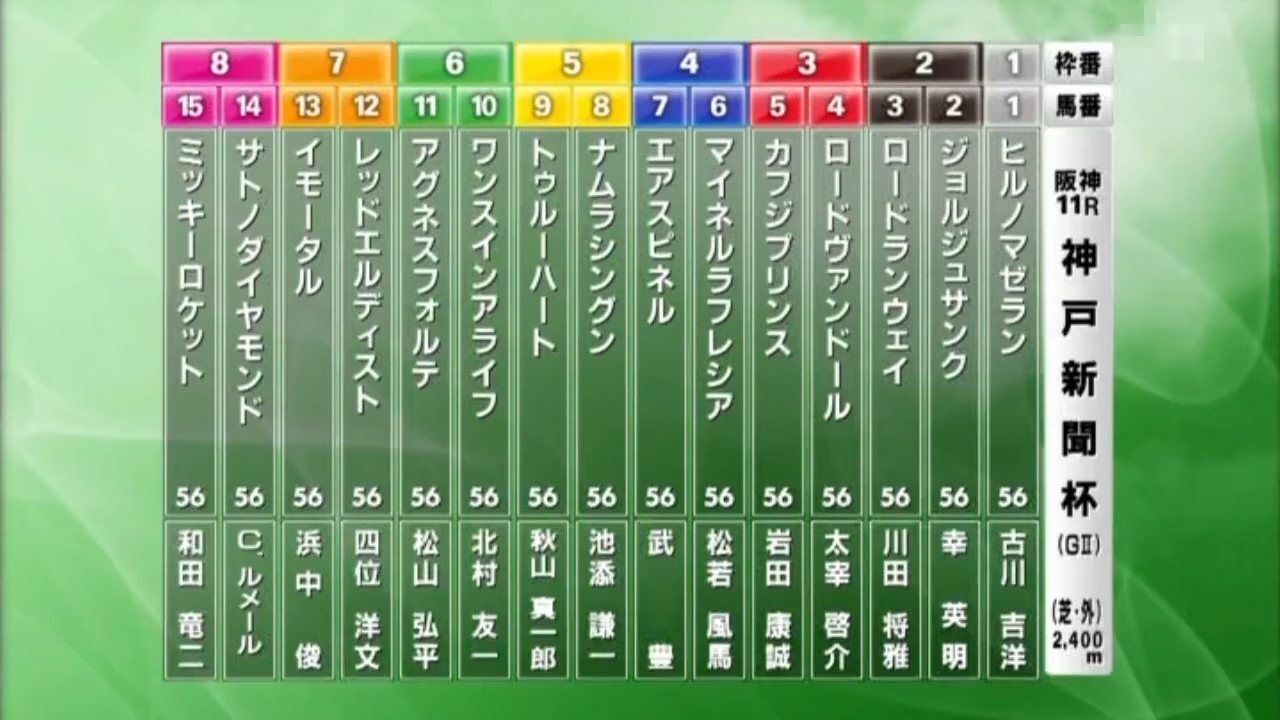 枠番 1 2 3 4 5 6 7 8
馬番 1 2 3 4 5 6 7 8 9 10 11 12 13 14 15
阪神
11R
神戸新聞杯
(GⅡ)
(芝・外)
2,400
m
ヒルノマゼラン 56 古川 吉洋
ジョルジュサンク 56 幸 英明
ロードランウェイ 56 川田 将雅
ロードヴァンドール 56 太宰 啓介
カフジプリンス 56 岩田 康誠
マイネルラフレシア 56 松若 風馬
エアスピネル 56 武 豊
ナムラシングン 56 池添 謙一
トゥルーハート 56 秋山 真一郎
ワンスインアライフ 56 北村 友一
アグネスフォルテ 56 松山 弘平
レッドエルディスト 56 四位 洋文
イモータル 56 浜中 俊
サトノダイヤモンド 56 C.ルメール
ミッキーロケット 56 和田 竜二